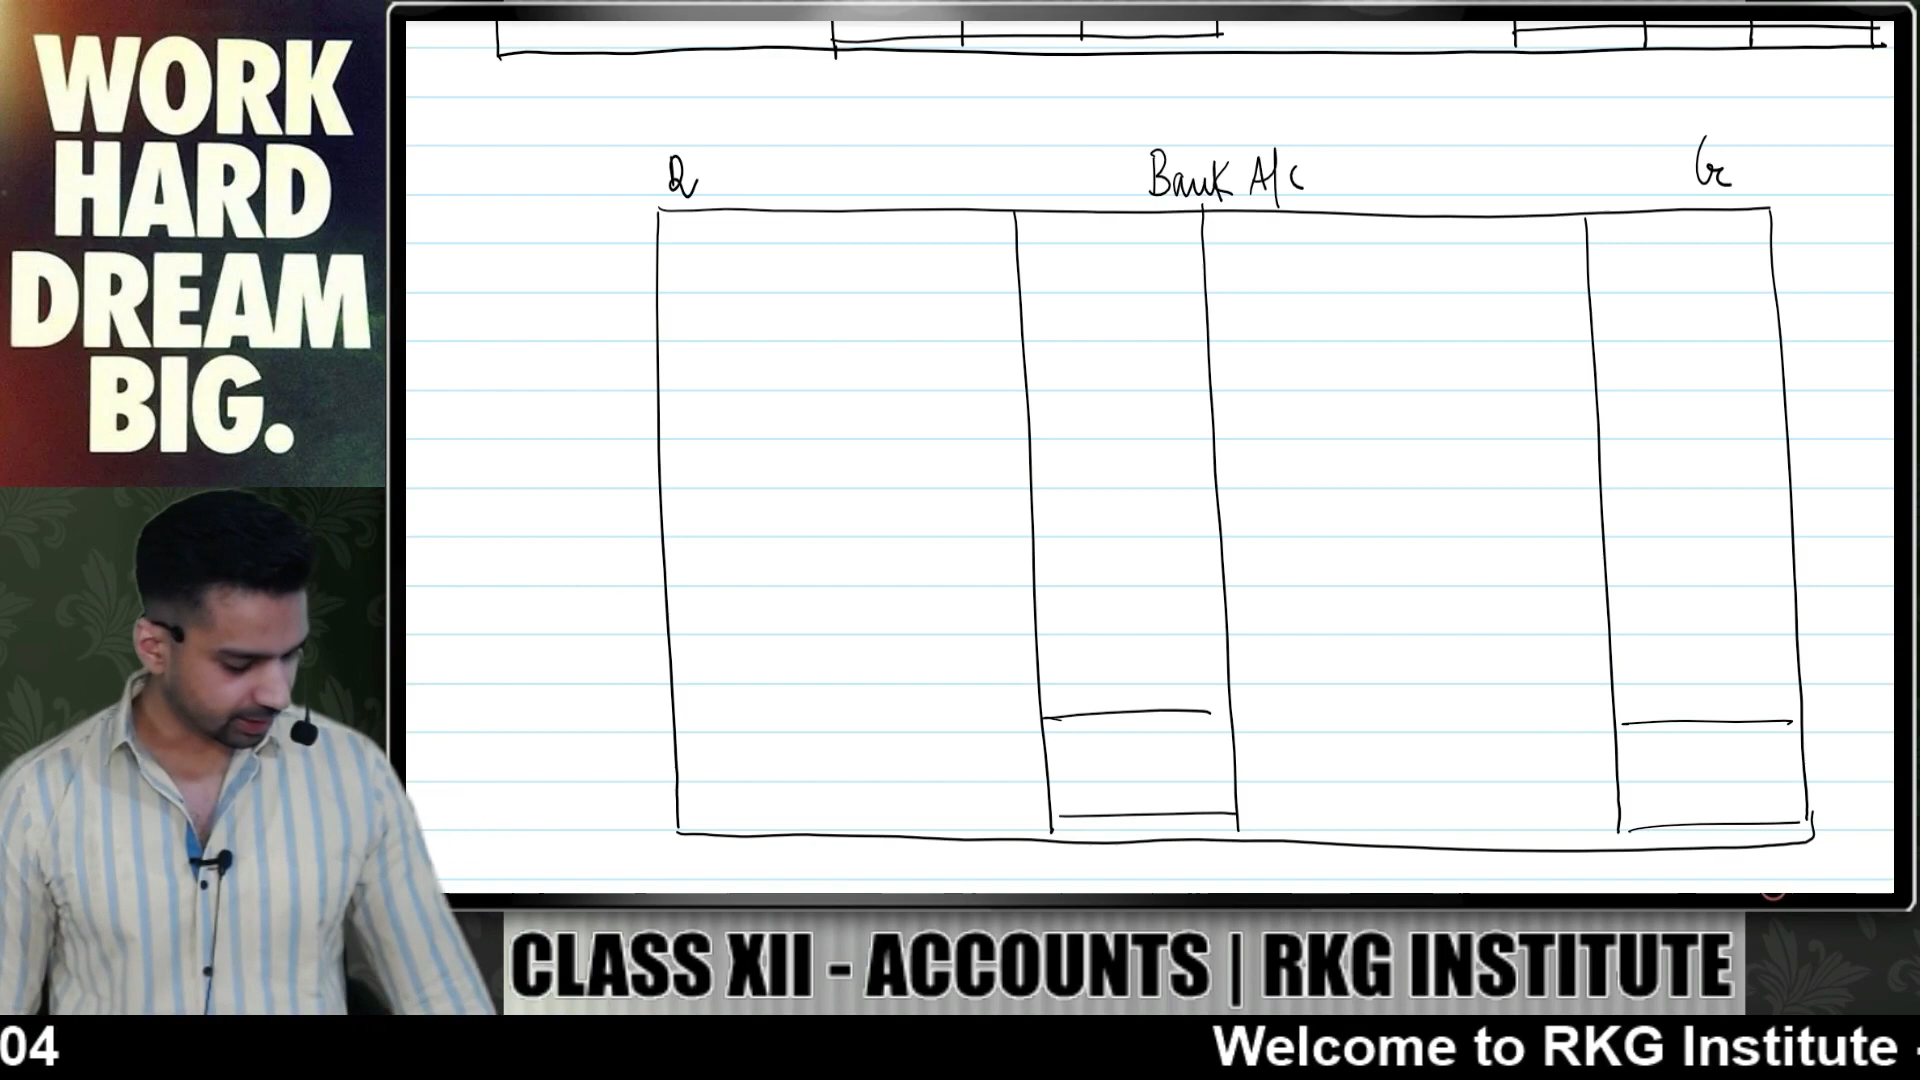 WORK
HARD
DREAM
BIG.
Dr Bank A/c Cr
CLASS XII - ACCOUNTS | RKG INSTITUTE
04 Welcome to RKG Institute -